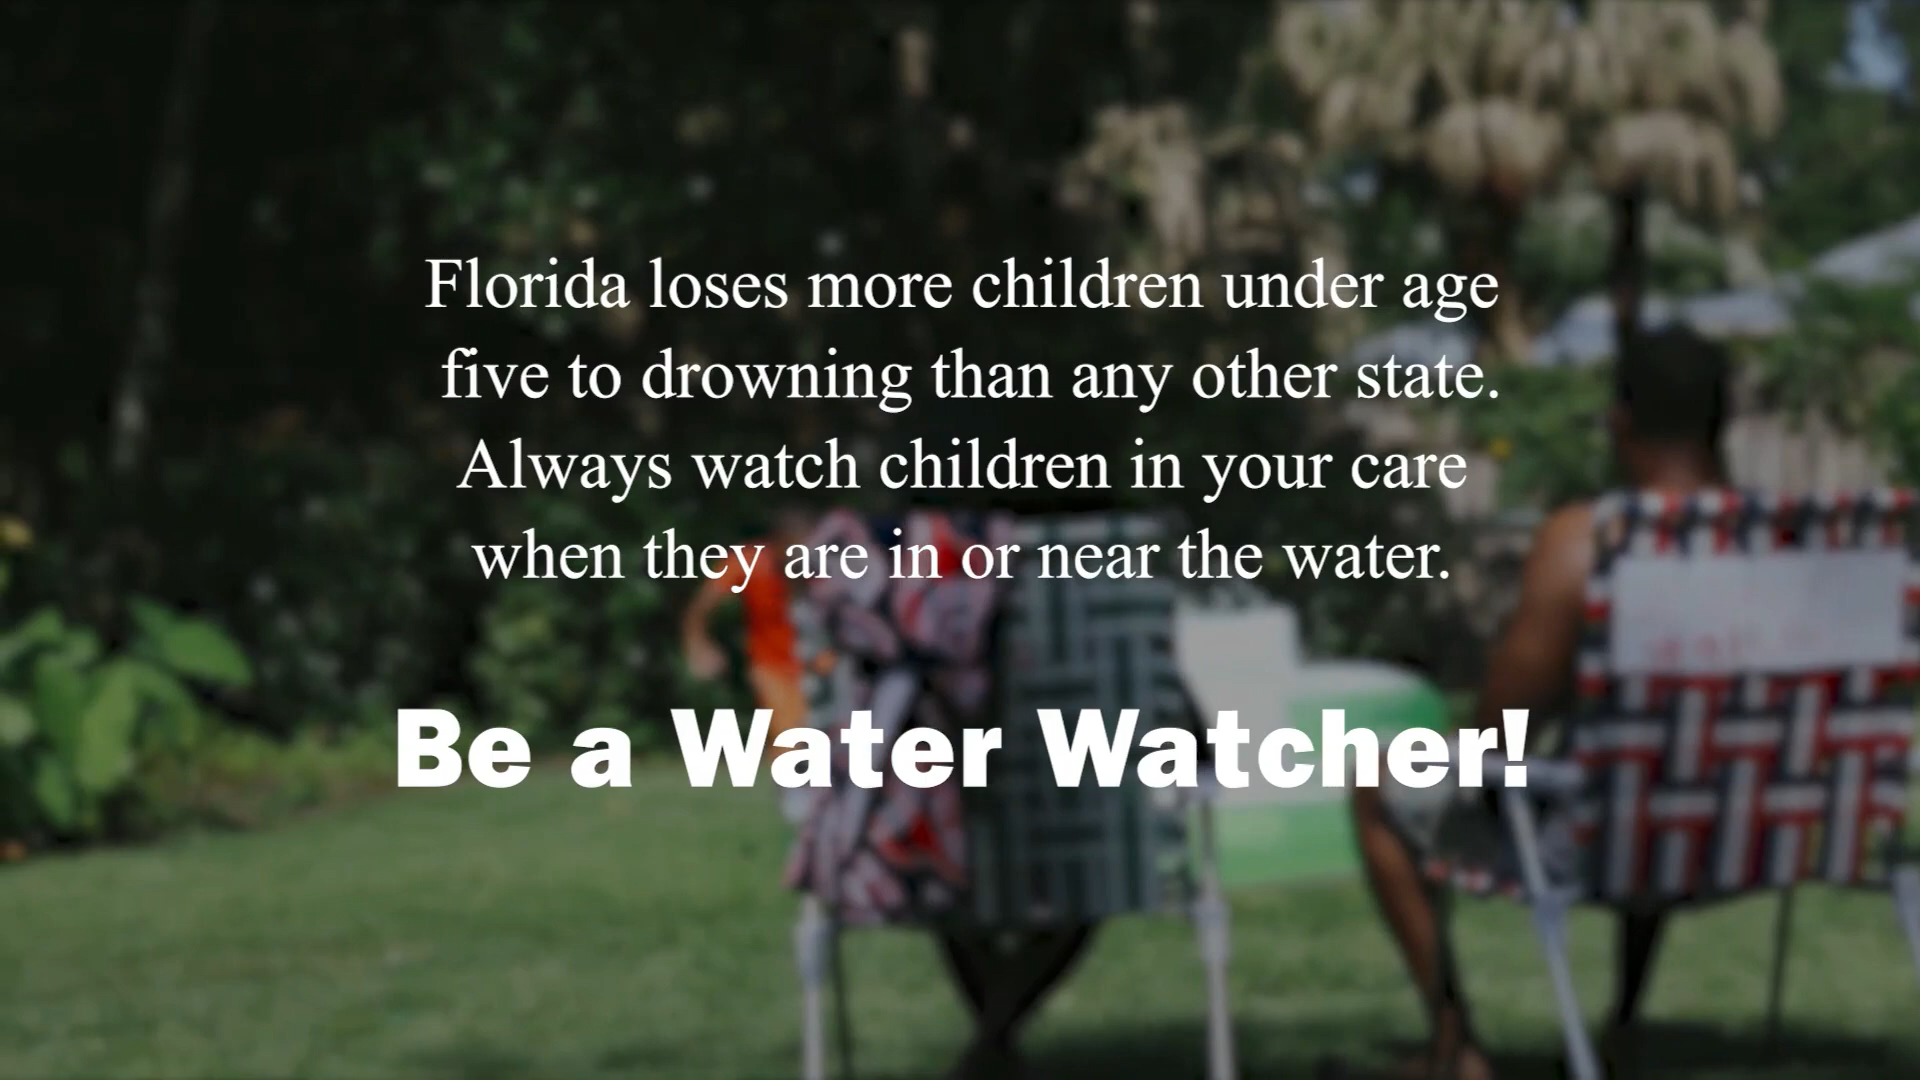 Florida loses more children under age
five to drowning than any other state.
Always watch children in your care
when they are in or near the water.
Be a Water Watcher!